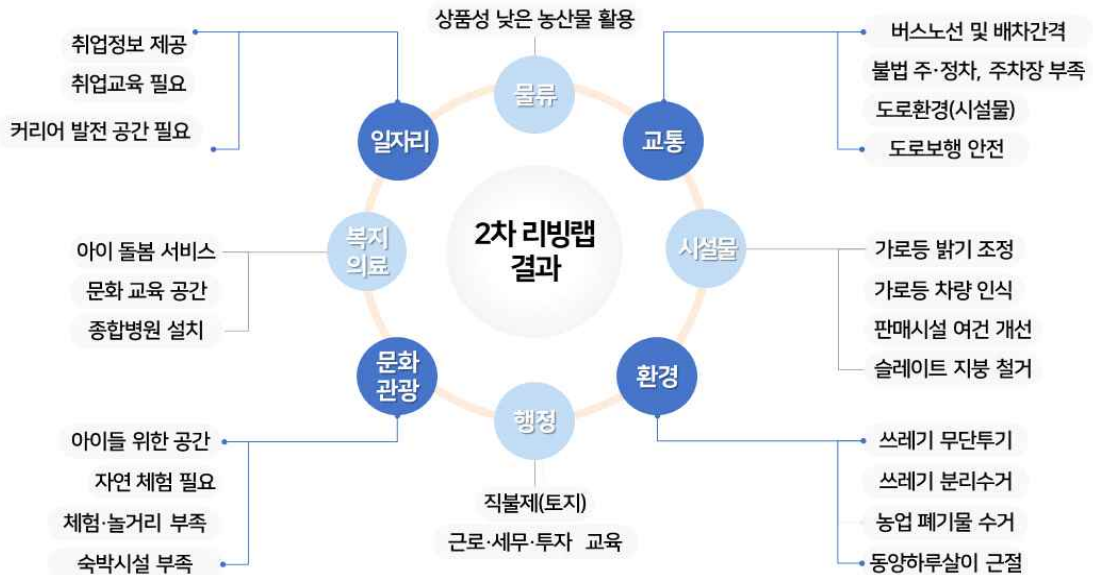 상품성 낮은 농산물 활용
물류
취업정보 제공
취업교육 필요
커리어 발전 공간 필요
일자리
버스노선 및 배차간격
불법 주·정차, 주차장 부족
도로환경(시설물)
도로보행 안전
교통
2차 리빙랩
결과
복지
의료
아이 돌봄 서비스
문화 교육 공간
종합병원 설치
시설물
가로등 밝기 조정
가로등 차량 인식
판매시설 여건 개선
슬레이트 지붕 철거
문화
관광
아이들 위한 공간
자연 체험 필요
체험·놀거리 부족
숙박시설 부족
행정
직불제(토지)
근로·세무·투자 교육
환경
쓰레기 무단투기
쓰레기 분리수거
농업 폐기물 수거
동양하루살이 근절